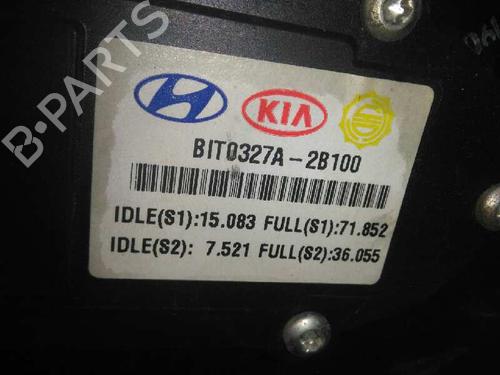 B-PARTS
KIA
BIT0327A-2B100
IDLE(S1):15.083 FULL(S1):71.852
IDLE(S2): 7.521 FULL(S2):36.055